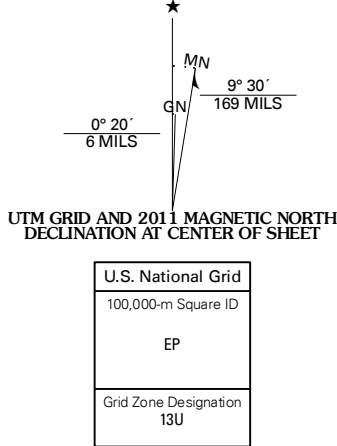 MN
9° 30´
169 MILS
GN
0° 20´
6 MILS
UTM GRID AND 2011 MAGNETIC NORTH
DECLINATION AT CENTER OF SHEET
U.S. National Grid
100,000-m Square ID
EP
Grid Zone Designation
13U